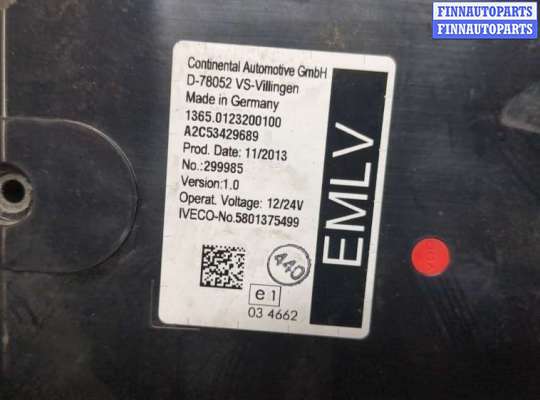 FINNAUTOPARTS
FINNAUTOPARTS
Continental Automotive GmbH
D-78052 VS-Villingen
Made in Germany
1365.0123200100
A2C53429689
Prod. Date: 11/2013
No.:299985
Version:1.0
Operat. Voltage: 12/24V
IVECO-No.5801375499
EMLV
440
e1
03 4662